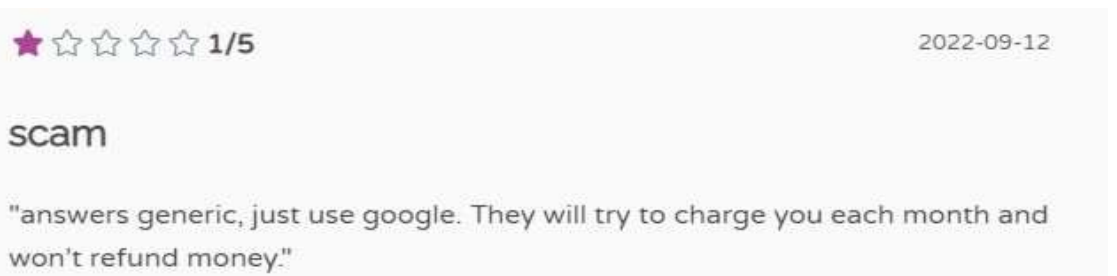 1/5 2022-09-12
scam
"answers generic, just use google. They will try to charge you each month and
won't refund money."